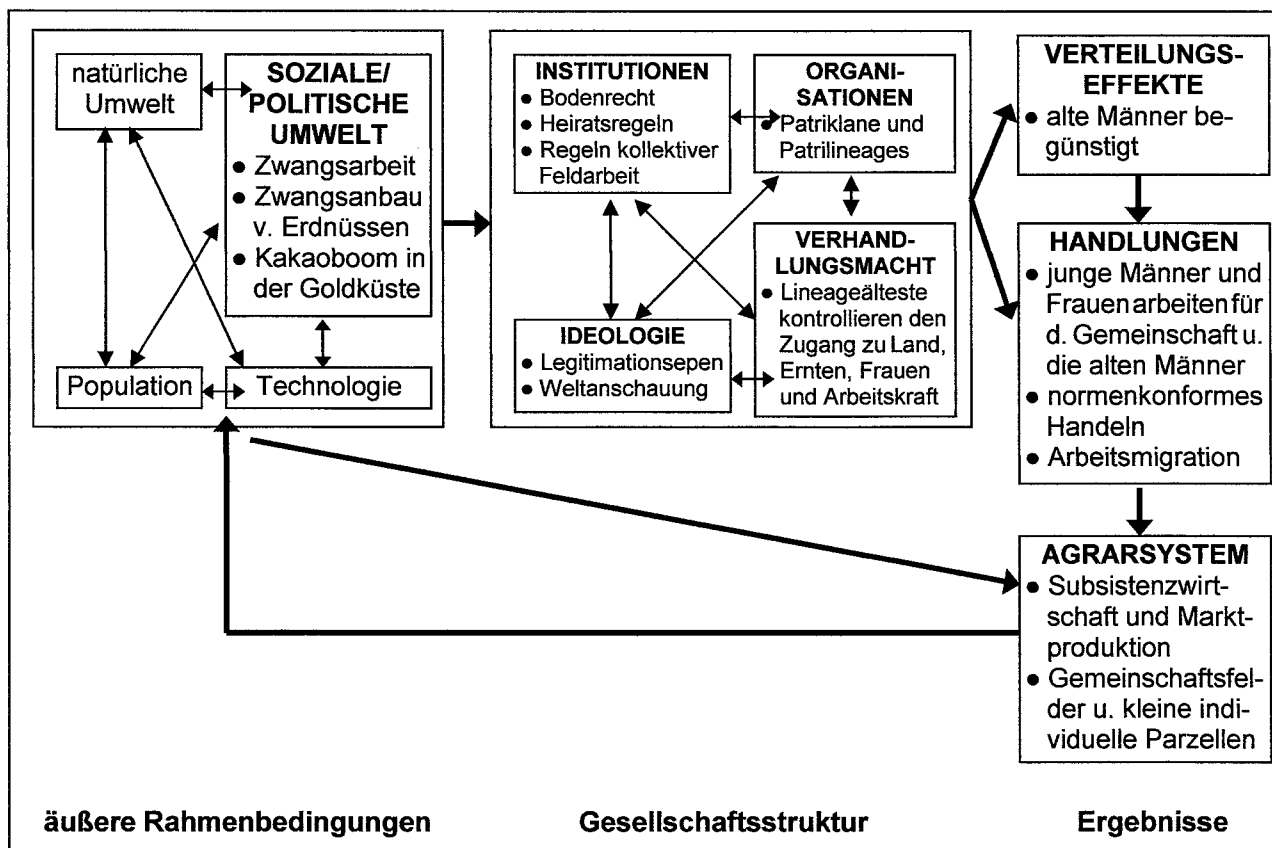 natürliche
Umwelt
SOZIALE/
POLITISCHE
UMWELT
● Zwangsarbeit
● Zwangsanbau
v. Erdnüssen
● Kakaoboom in
der Goldküste
Population
Technologie
INSTITUTIONEN
● Bodenrecht
● Heiratsregeln
● Regeln kollektiver
Feldarbeit
ORGANI-
SATIONEN
● Patriklane und
Patrilineages
IDEOLOGIE
● Legitimationsepen
● Weltanschauung
VERHAND-
LUNGSMACHT
● Lineageälteste
kontrollieren den
Zugang zu Land,
Ernten, Frauen
und Arbeitskraft
VERTEILUNGS-
EFFEKTE
● alte Männer be-
günstigt
HANDLUNGEN
● junge Männer und
Frauen arbeiten für
d. Gemeinschaft u.
die alten Männer
● normenkonformes
Handeln
● Arbeitsmigration
AGRARSYSTEM
● Subsistenzwirt-
schaft und Markt-
produktion
● Gemeinschaftsfel-
der u. kleine indi-
viduelle Parzellen
äußere Rahmenbedingungen
Gesellschaftsstruktur
Ergebnisse